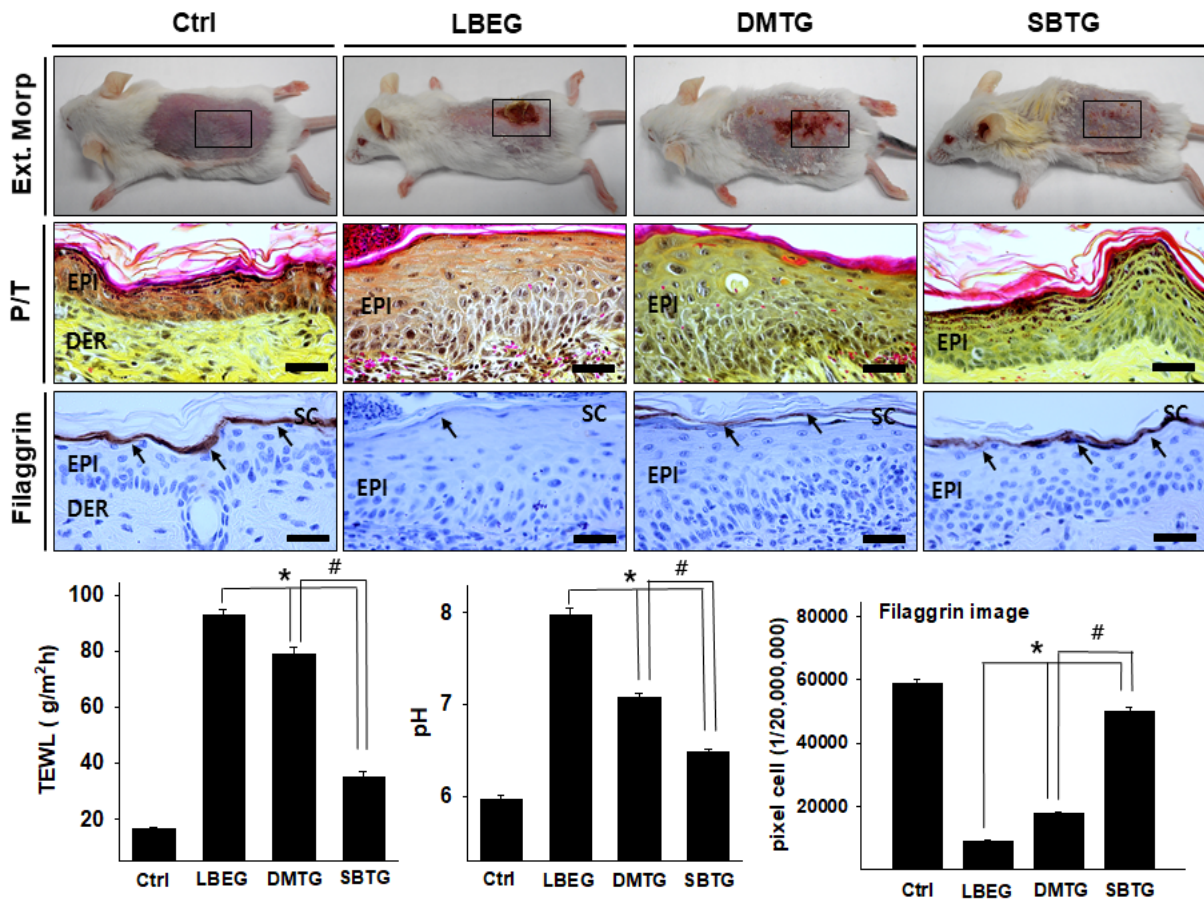 Ctrl LBEG DMTG SBTG
Ext. Morp
P/T
EPI
DER
EPI
EPI
EPI
Filaggrin
SC
EPI
DER
SC
EPI
SC
EPI
SC
EPI
TEWL ( g/m²h)
100
80
60
40
20
* #
Ctrl LBEG DMTG SBTG
pH
8
7
6
* #
Ctrl LBEG DMTG SBTG
pixel cell (1/20,000,000)
80000
60000
40000
20000
Filaggrin image
* #
Ctrl LBEG DMTG SBTG